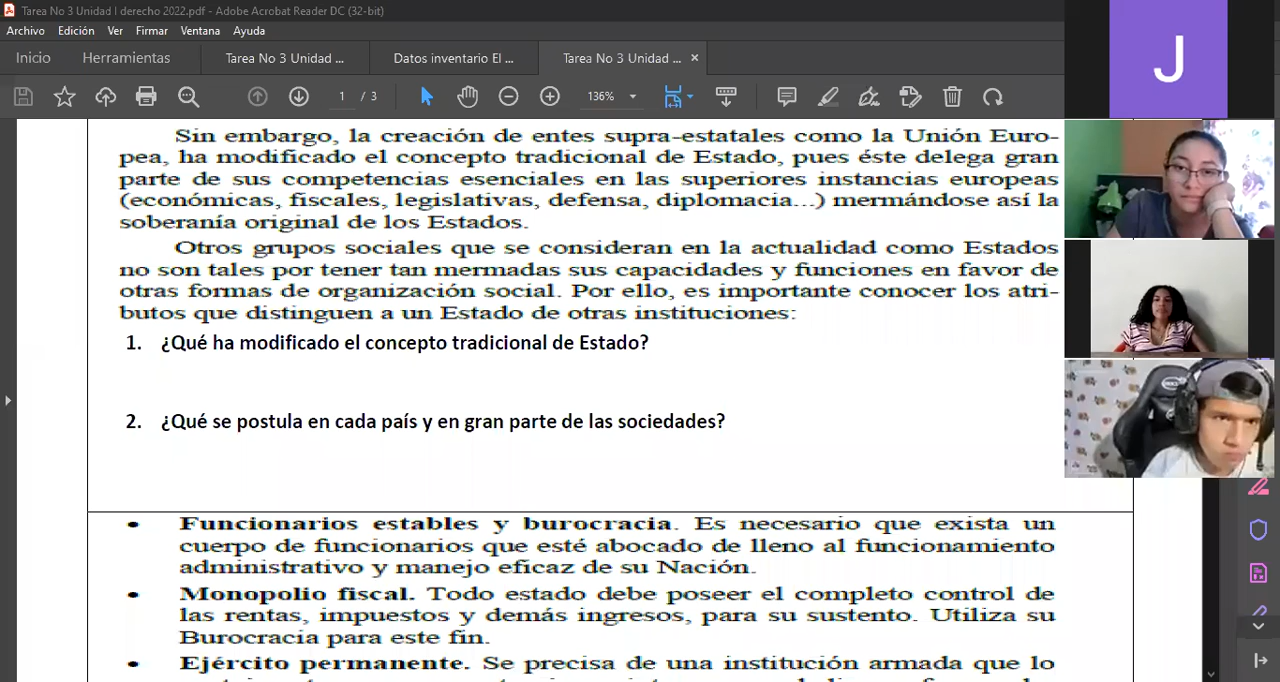 Tarea No 3 Unidad I derecho 2022.pdf - Adobe Acrobat Reader DC (32-bit)
Archivo Edición Ver Firmar Ventana Ayuda
Inicio Herramientas Tarea No 3 Unidad ... Datos inventario El ... Tarea No 3 Unidad ... ×
1 / 3 136%
J
Sin embargo, la creación de entes supra-estatales como la Unión Euro-
pea, ha modificado el concepto tradicional de Estado, pues éste delega gran
parte de sus competencias esenciales en las superiores instancias europeas
(económicas, fiscales, legislativas, defensa, diplomacia...) mermándose así la
soberanía original de los Estados.
Otros grupos sociales que se consideran en la actualidad como Estados
no son tales por tener tan mermadas sus capacidades y funciones en favor de
otras formas de organización social. Por ello, es importante conocer los atri-
butos que distinguen a un Estado de otras instituciones:
1. ¿Qué ha modificado el concepto tradicional de Estado?
2. ¿Qué se postula en cada país y en gran parte de las sociedades?
• Funcionarios estables y burocracia. Es necesario que exista un
cuerpo de funcionarios que esté abocado de lleno al funcionamiento
administrativo y manejo eficaz de su Nación.
• Monopolio fiscal. Todo estado debe poseer el completo control de
las rentas, impuestos y demás ingresos, para su sustento. Utiliza su
Burocracia para este fin.
• Ejército permanente. Se precisa de una institución armada que lo